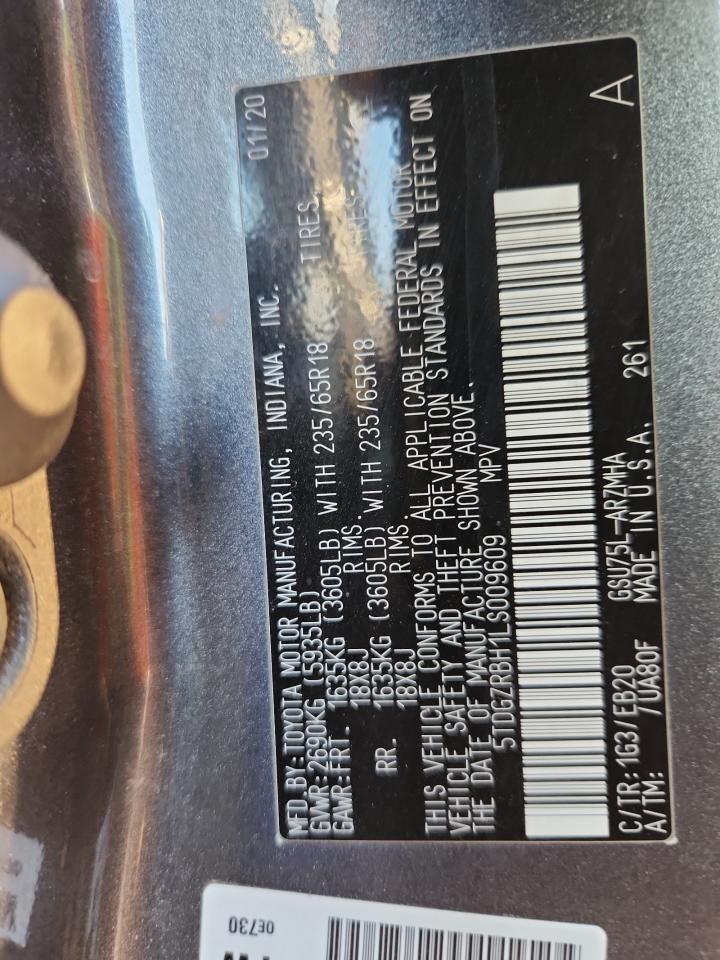 MFD.BY:TOYOTA MOTOR MANUFACTURING, INDIANA, INC. 01/20
GVWR:2690KG (5935LB)
GAWR:FRT. 1635KG (3605LB) WITH 235/65R18 TIRES,
18X8J RIMS.
RR. 1635KG (3605LB) WITH 235/65R18 TIRES,
18X8J RIMS.
THIS VEHICLE CONFORMS TO ALL APPLICABLE FEDERAL MOTOR
VEHICLE SAFETY AND THEFT PREVENTION STANDARDS IN EFFECT ON
THE DATE OF MANUFACTURE SHOWN ABOVE.
5TDGZRBH1LS009609 MPV
C/TR:1G3/EB20 GSU75L-ARZMHA
A/TM: /UA80F MADE IN U.S.A. 261 A
0E730